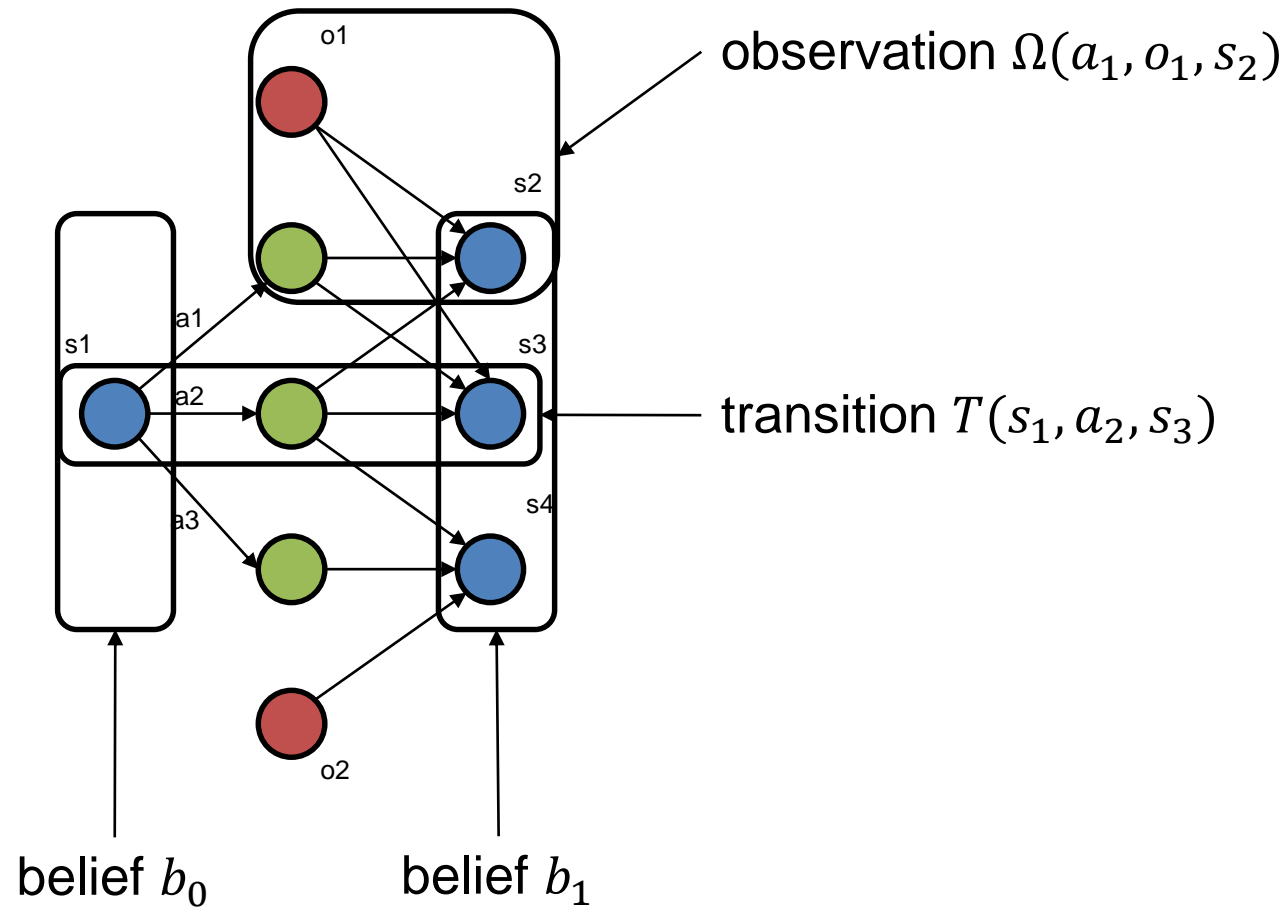 o1
observation Ω(𝑎₁, 𝑜₁, 𝑠₂)
s2
a1
s1
s3
a2
transition 𝑇(𝑠₁, 𝑎₂, 𝑠₃)
s4
a3
o2
belief 𝑏₀
belief 𝑏₁